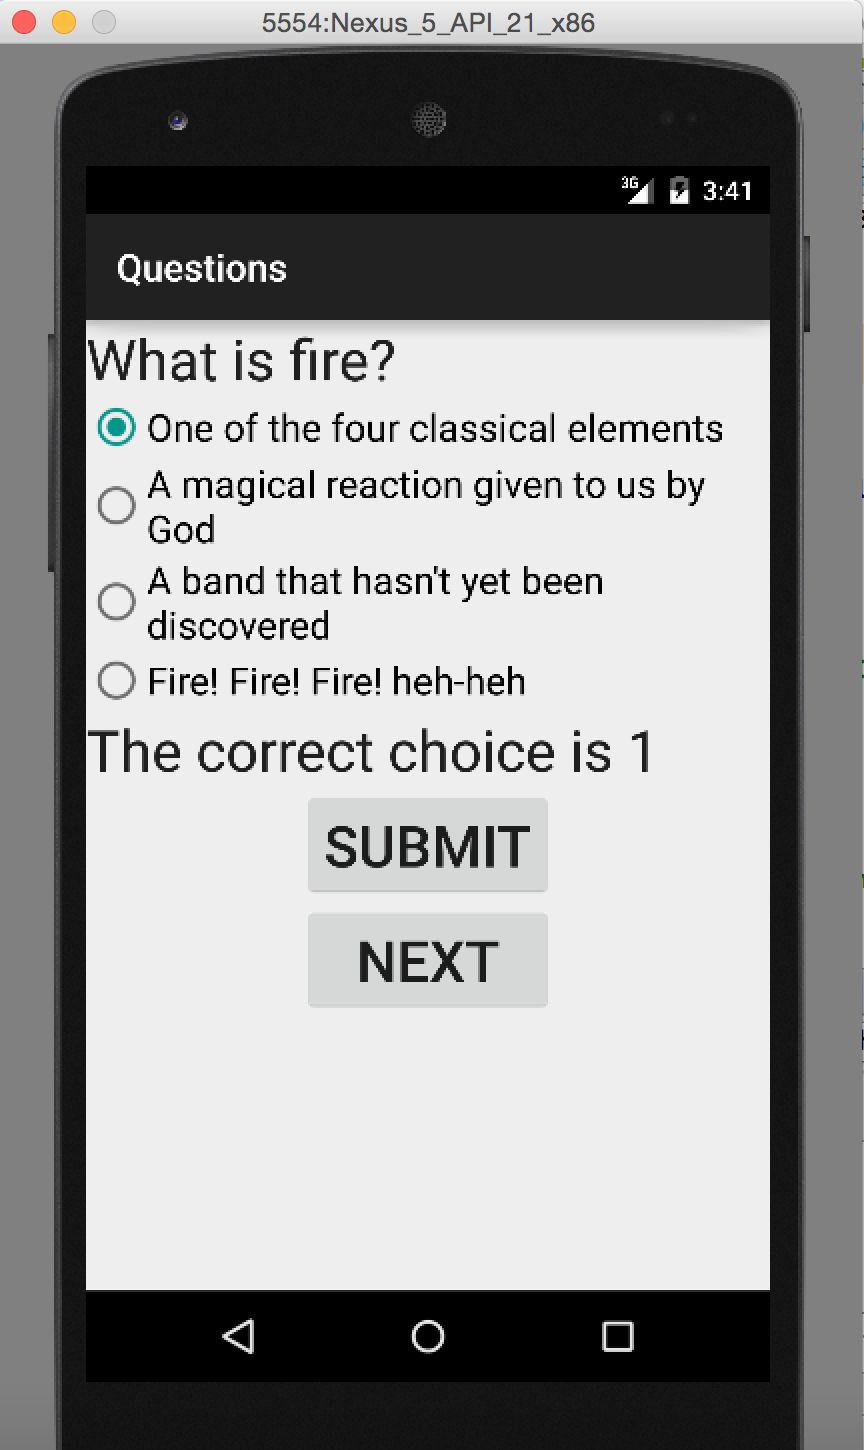 5554:Nexus_5_API_21_x86
3G 3:41
Questions
What is fire?
One of the four classical elements
A magical reaction given to us by
God
A band that hasn't yet been
discovered
Fire! Fire! Fire! heh-heh
The correct choice is 1
SUBMIT
NEXT